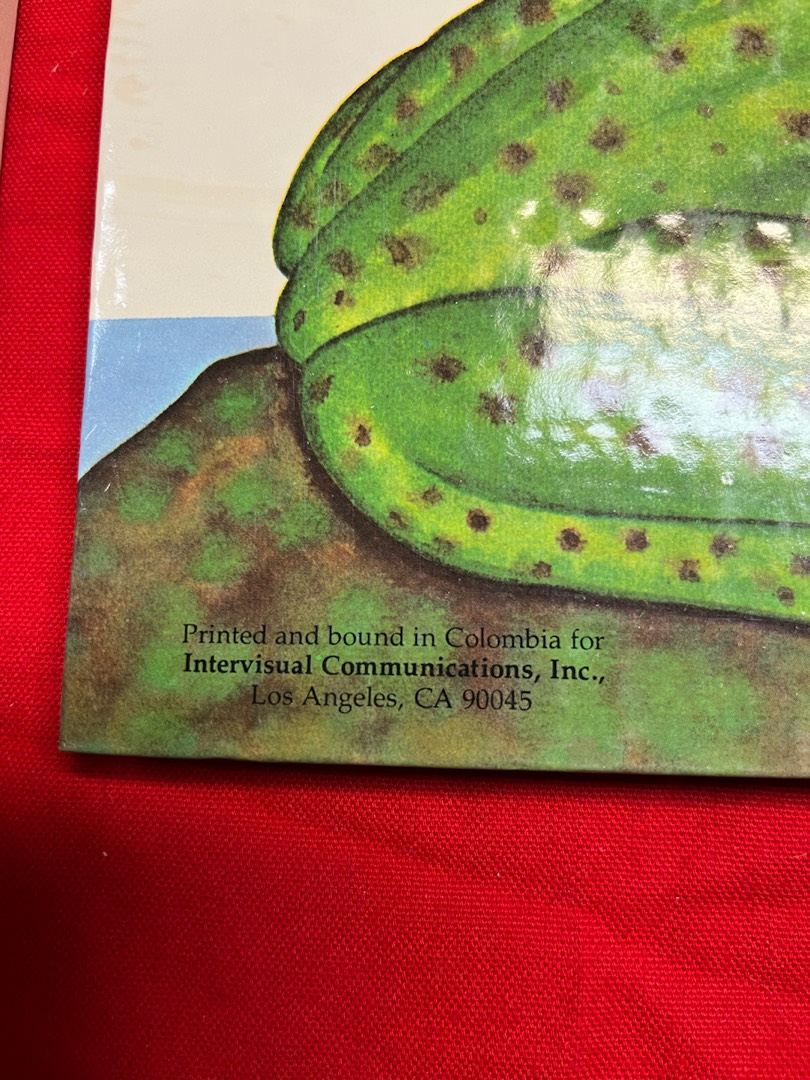 Printed and bound in Colombia for
Intervisual Communications, Inc.,
Los Angeles, CA 90045